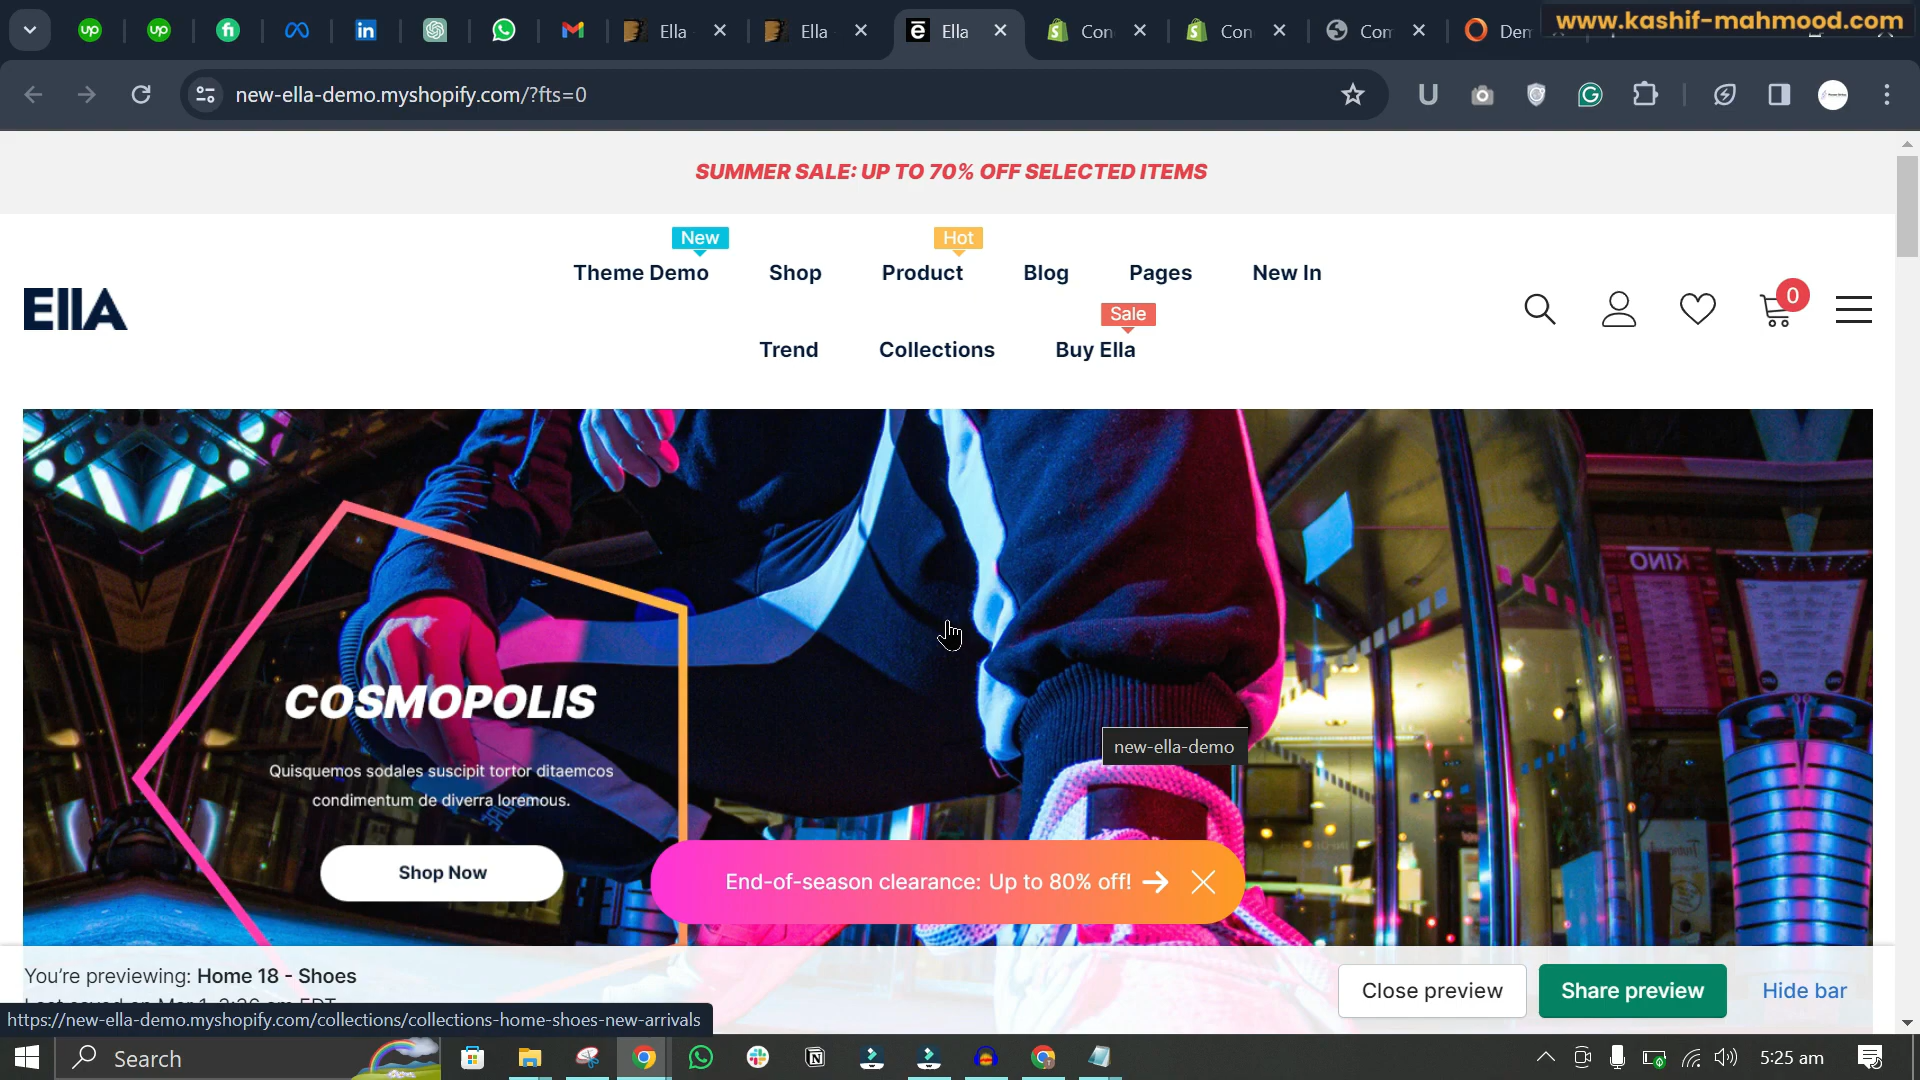 Ella
Ella
Ella
Con
Con
Com
Den
www.kashif-mahmood.com
new-ella-demo.myshopify.com/?fts=0
SUMMER SALE: UP TO 70% OFF SELECTED ITEMS
New
Hot
Theme Demo
Shop
Product
Blog
Pages
New In
EllA
0
Sale
Trend
Collections
Buy Ella
KINO
COSMOPOLIS
new-ella-demo
Quisquemos sodales suscipit tortor ditaemcos
condimentum de diverra loremous.
Shop Now
End-of-season clearance: Up to 80% off!
You're previewing: Home 18 - Shoes
Close preview
Share preview
Hide bar
https://new-ella-demo.myshopify.com/collections/collections-home-shoes-new-arrivals
Search
5:25 am